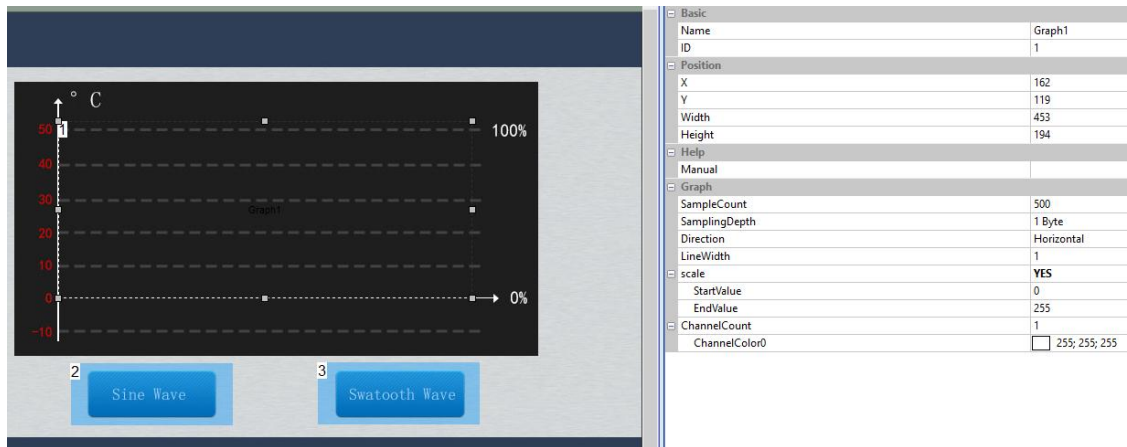 ° C
50
1
100%
40
30
Graph1
20
10
0
0%
-10
2
Sine Wave
3
Swatooth Wave
Basic
Name Graph1
ID 1
Position
X 162
Y 119
Width 453
Height 194
Help
Manual
Graph
SampleCount 500
SamplingDepth 1 Byte
Direction Horizontal
LineWidth 1
scale YES
StartValue 0
EndValue 255
ChannelCount 1
ChannelColor0 255; 255; 255